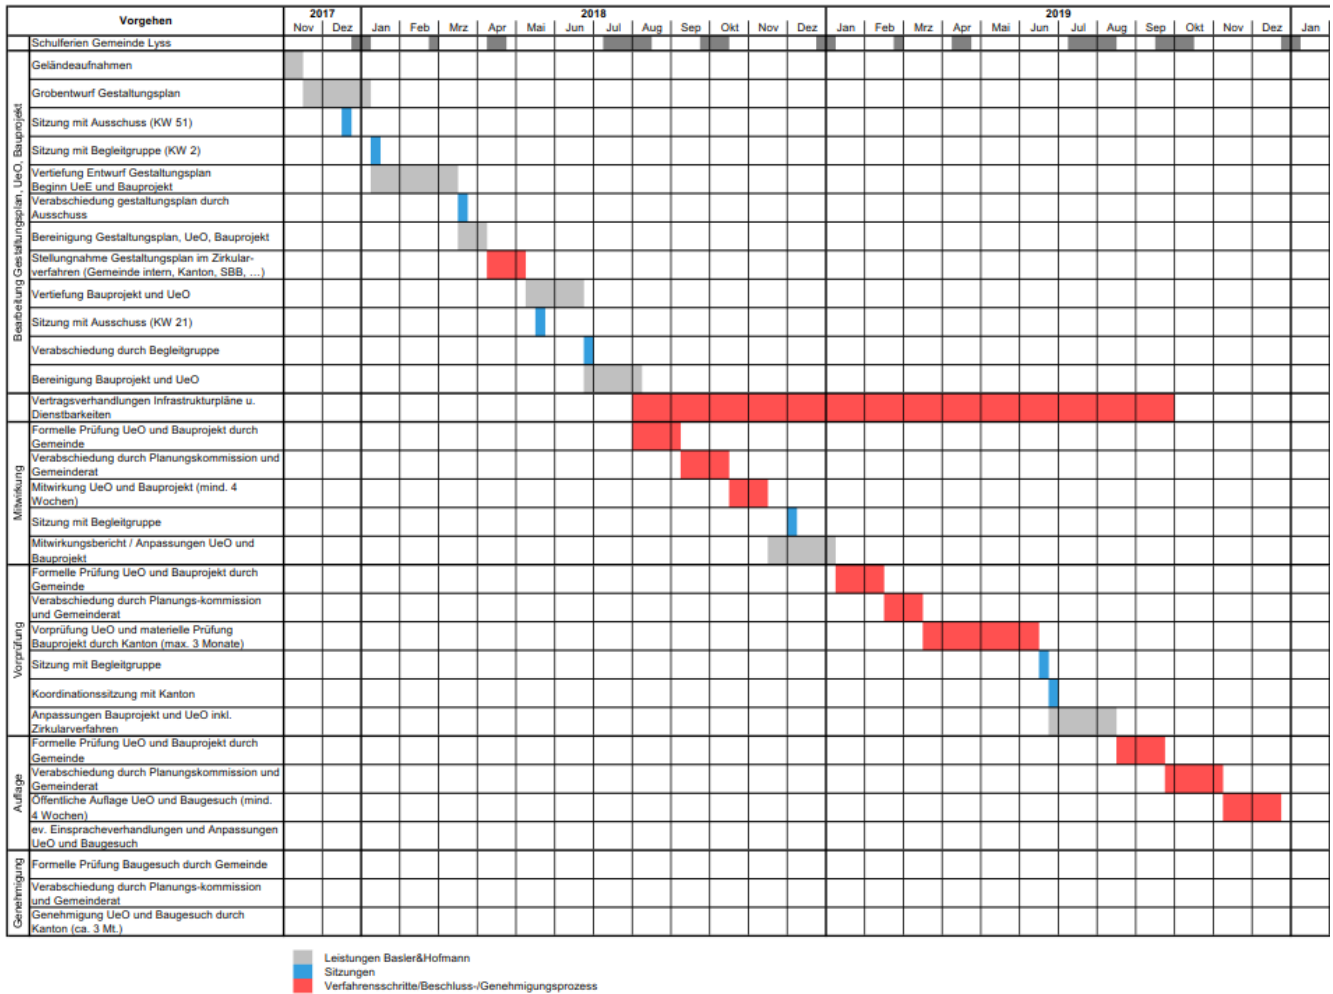 Vorgehen
2017
2018
2019
Nov Dez Jan Feb Mrz Apr Mai Jun Jul Aug Sep Okt Nov Dez Jan Feb Mrz Apr Mai Jun Jul Aug Sep Okt Nov Dez Jan
Schulferien Gemeinde Lyss
Bearbeitung Gestaltungsplan, UeO, Bauprojekt
Geländeaufnahmen
Grobentwurf Gestaltungsplan
Sitzung mit Ausschuss (KW 51)
Sitzung mit Begleitgruppe (KW 2)
Vertiefung Entwurf Gestaltungsplan
Beginn UeE und Bauprojekt
Verabschiedung gestaltungsplan durch
Ausschuss
Bereinigung Gestaltungsplan, UeO, Bauprojekt
Stellungnahme Gestaltungsplan im Zirkular-
verfahren (Gemeinde intern, Kanton, SBB, ...)
Vertiefung Bauprojekt und UeO
Sitzung mit Ausschuss (KW 21)
Verabschiedung durch Begleitgruppe
Bereinigung Bauprojekt und UeO
Vertragsverhandlungen Infrastrukturpläne u.
Dienstbarkeiten
Mitwirkung
Formelle Prüfung UeO und Bauprojekt durch
Gemeinde
Verabschiedung durch Planungskommission und
Gemeinderat
Mitwirkung UeO und Bauprojekt (mind. 4
Wochen)
Sitzung mit Begleitgruppe
Mitwirkungsbericht / Anpassungen UeO und
Bauprojekt
Vorprüfung
Formelle Prüfung UeO und Bauprojekt durch
Gemeinde
Verabschiedung durch Planungs-kommission
und Gemeinderat
Vorprüfung UeO und materielle Prüfung
Bauprojekt durch Kanton (max. 3 Monate)
Sitzung mit Begleitgruppe
Koordinationssitzung mit Kanton
Anpassungen Bauprojekt und UeO inkl.
Zirkularverfahren
Auflage
Formelle Prüfung UeO und Bauprojekt durch
Gemeinde
Verabschiedung durch Planungskommission und
Gemeinderat
Öffentliche Auflage UeO und Baugesuch (mind.
4 Wochen)
ev. Einspracheverhandlungen und Anpassungen
UeO und Baugesuch
Genehmigung
Formelle Prüfung Baugesuch durch Gemeinde
Verabschiedung durch Planungs-kommission
und Gemeinderat
Genehmigung UeO und Baugesuch durch
Kanton (ca. 3 Mt.)
Leistungen Basler&Hofmann
Sitzungen
Verfahrensschritte/Beschluss-/Genehmigungsprozess